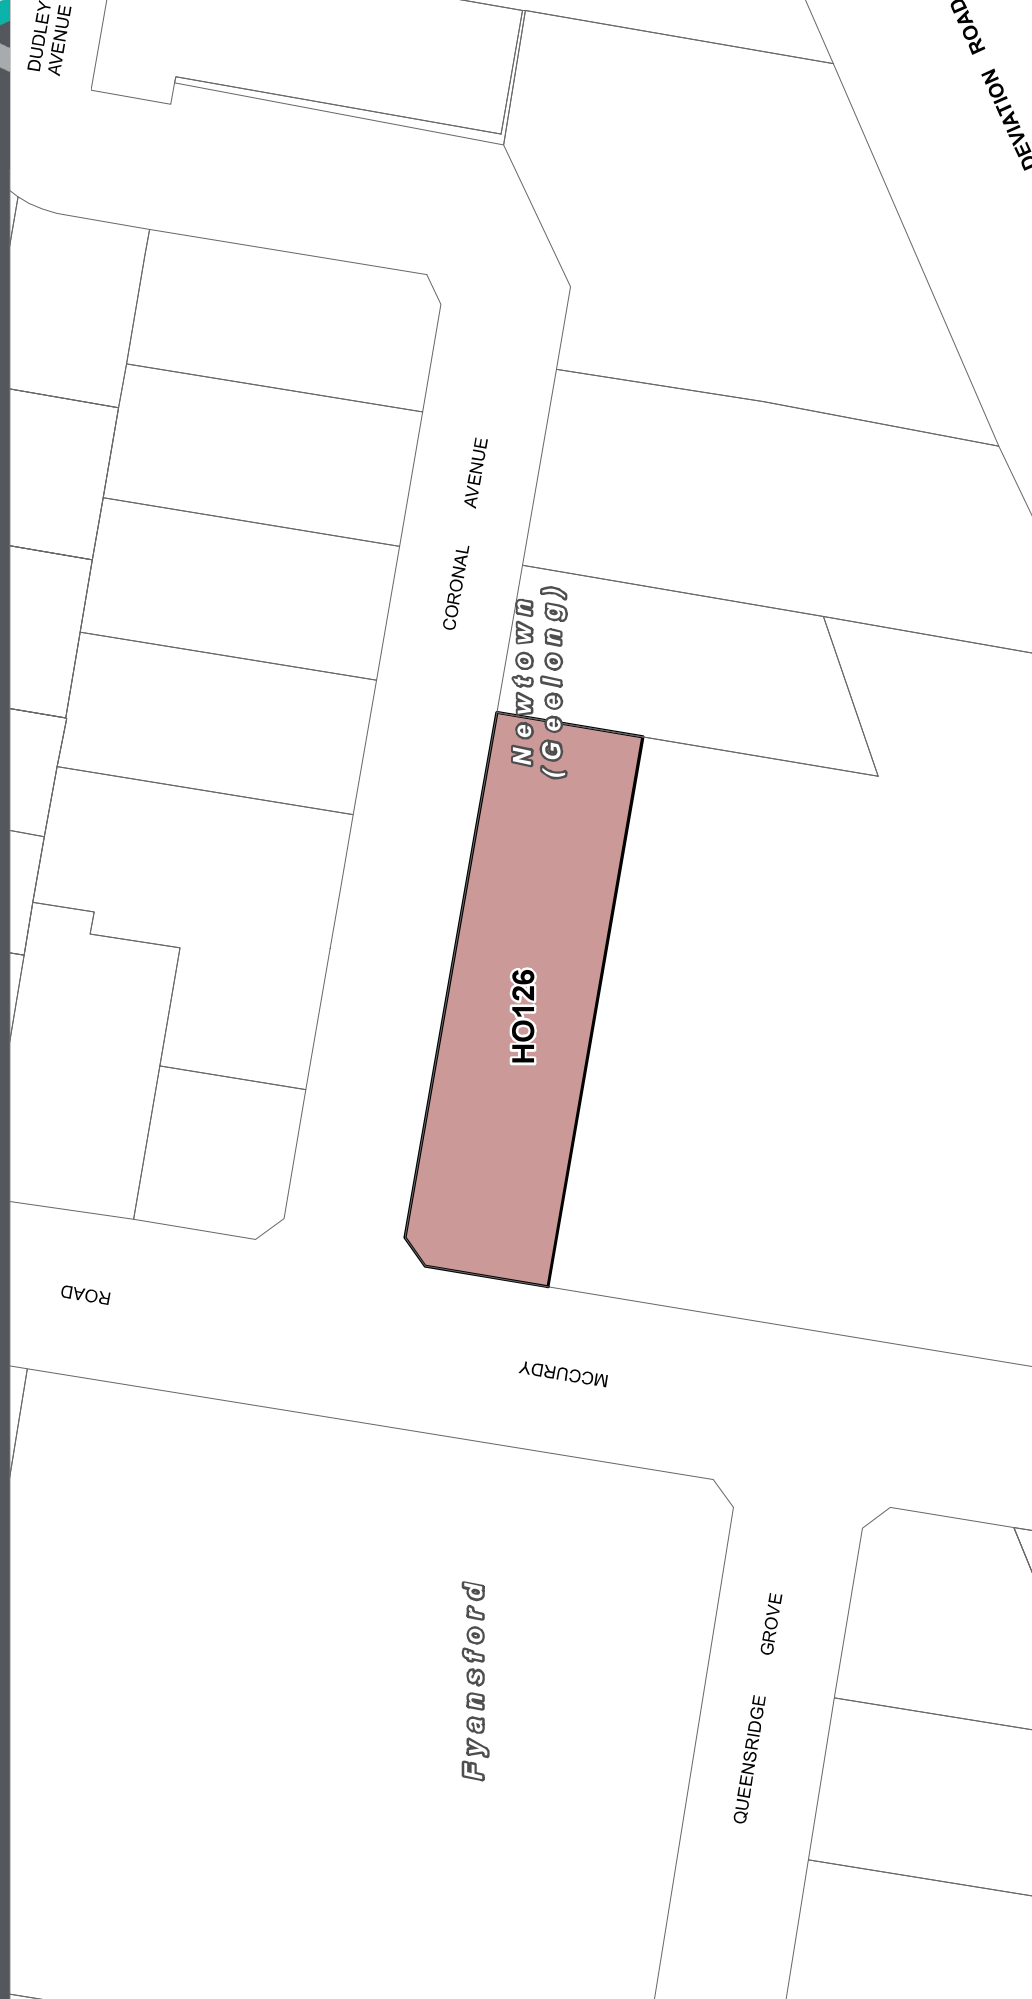 DUDLEY
AVENUE
DEVIATION ROAD
CORONAL AVENUE
Newtown
(Geelong)
HO126
MCCURDY ROAD
Fyansford
QUEENSRIDGE GROVE